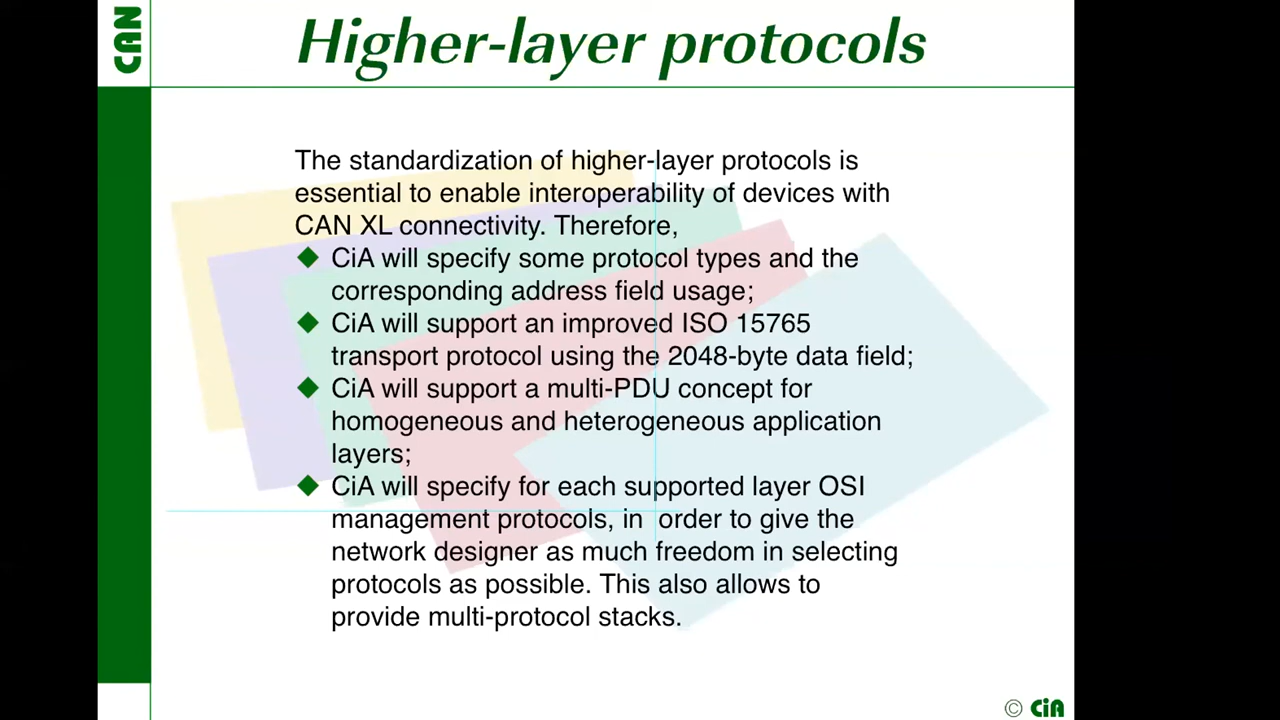 CAN
Higher-layer protocols
The standardization of higher-layer protocols is
essential to enable interoperability of devices with
CAN XL connectivity. Therefore,
CiA will specify some protocol types and the
corresponding address field usage;
CiA will support an improved ISO 15765
transport protocol using the 2048-byte data field;
CiA will support a multi-PDU concept for
homogeneous and heterogeneous application
layers;
CiA will specify for each supported layer OSI
management protocols, in  order to give the
network designer as much freedom in selecting
protocols as possible. This also allows to
provide multi-protocol stacks.
© CiA